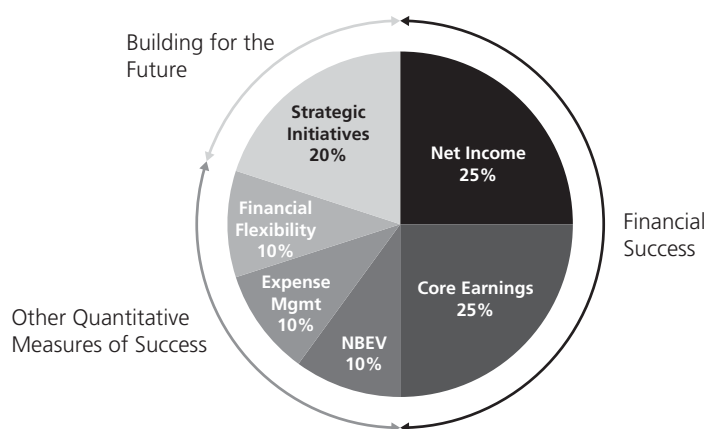 Building for the
Future
Strategic
Initiatives
20%
Net Income
25%
Financial
Flexibility
10%
Financial
Success
Expense
Mgmt
10%
Core Earnings
25%
Other Quantitative
Measures of Success
NBEV
10%